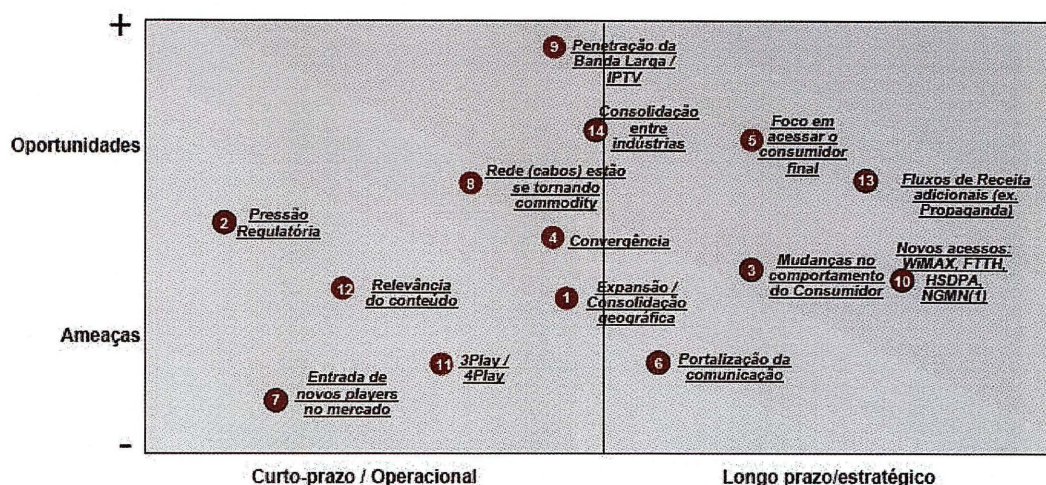 +
9 Penetração da
Banda Larga /
IPTV
Consolidação
14 entre
indústrias
5 Foco em
acessar o
consumidor
final
Oportunidades
8 Rede (cabos) estão
se tornando
commodity
13 Fluxos de Receita
adicionais (ex.
Propaganda)
2 Pressão
Regulatória
4 Convergência
3 Mudanças no
comportamento
do Consumidor
Novos acessos:
WiMAX, FTTH,
10 HSDPA,
NGMN(1)
12 Relevância
do conteúdo
1 Expansão /
Consolidação
geográfica
Ameaças
11 3Play /
4Play
6 Portalização da
comunicação
7 Entrada de
novos players
no mercado
-
Curto-prazo / Operacional
Longo prazo/estratégico